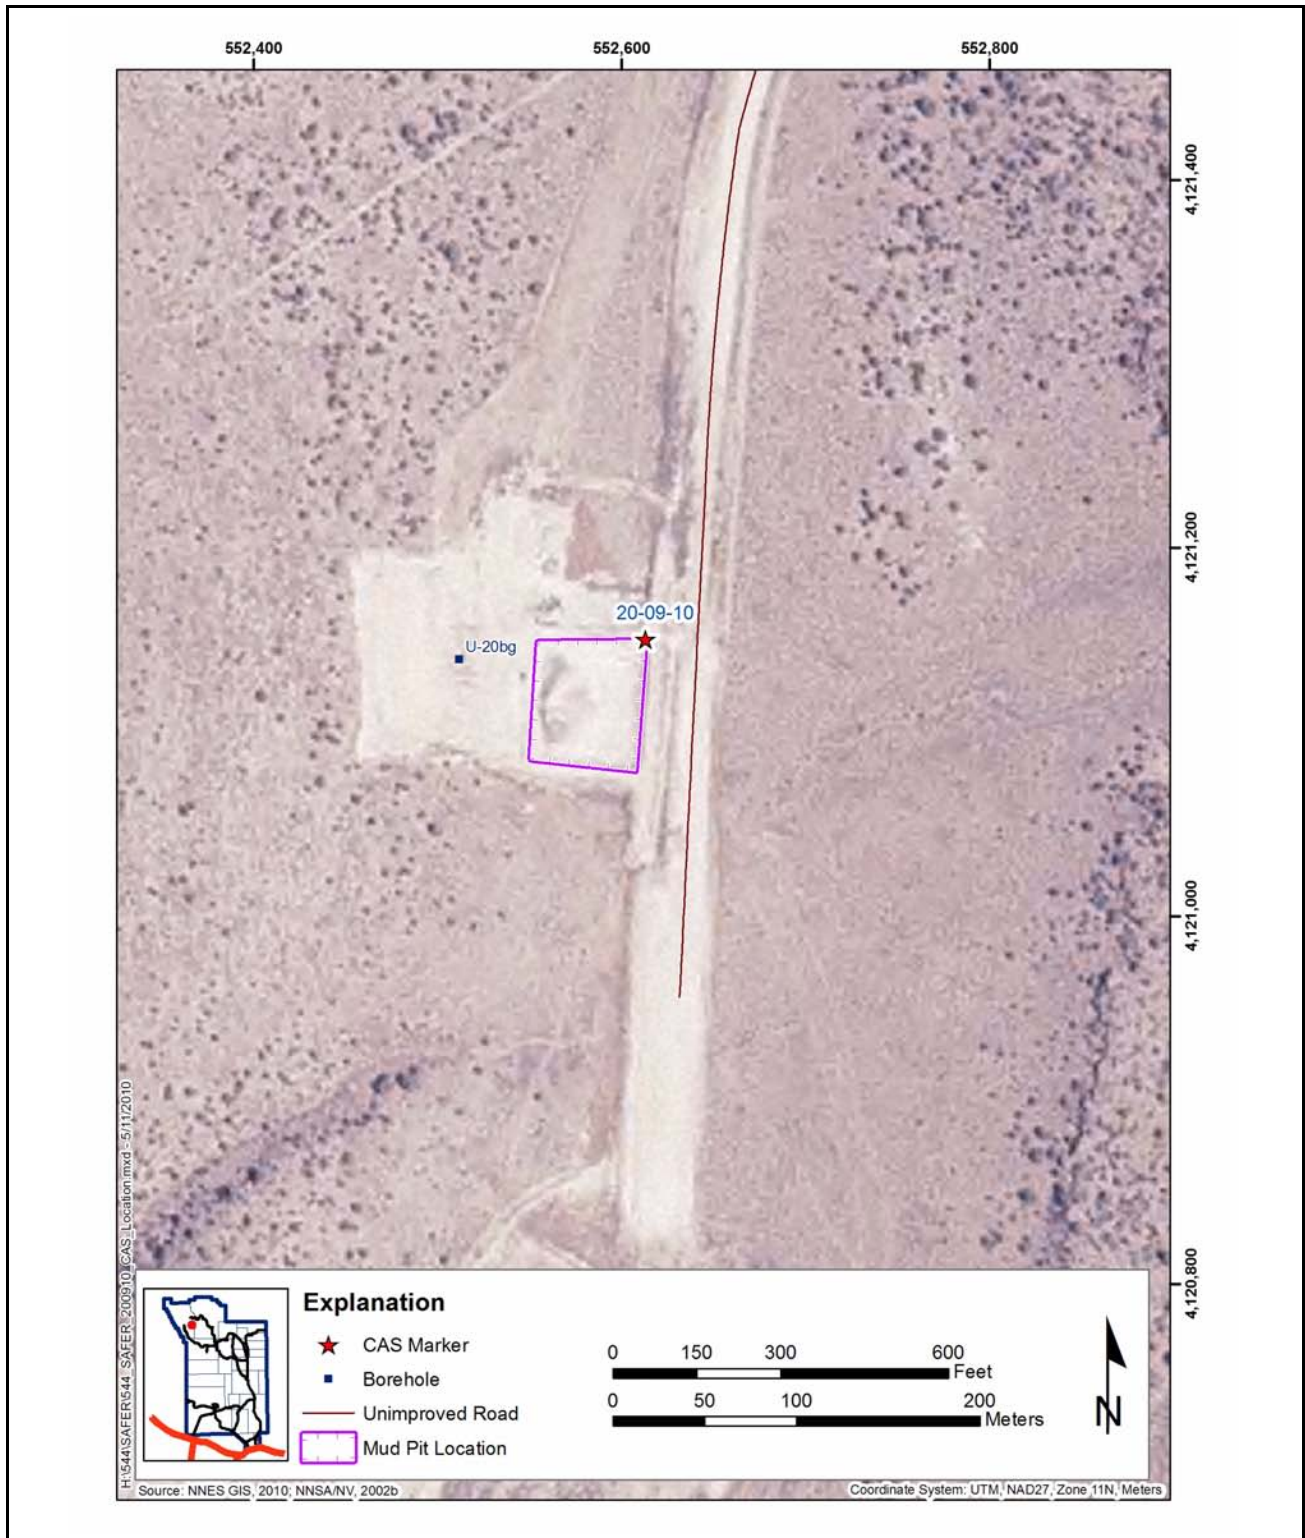 552,400 552,600 552,800
4,121,400
4,121,200
20-09-10
U-20bg
4,121,000
4,120,800
H:\544\SAFER\544_SAFER_200910_CAS_Location.mxd - 5/11/2010
Explanation
CAS Marker
Borehole
Unimproved Road
Mud Pit Location
0 150 300 600
Feet
0 50 100 200
Meters
N
Source: NNES GIS, 2010; NNSA/NV, 2002b
Coordinate System: UTM, NAD27, Zone 11N, Meters